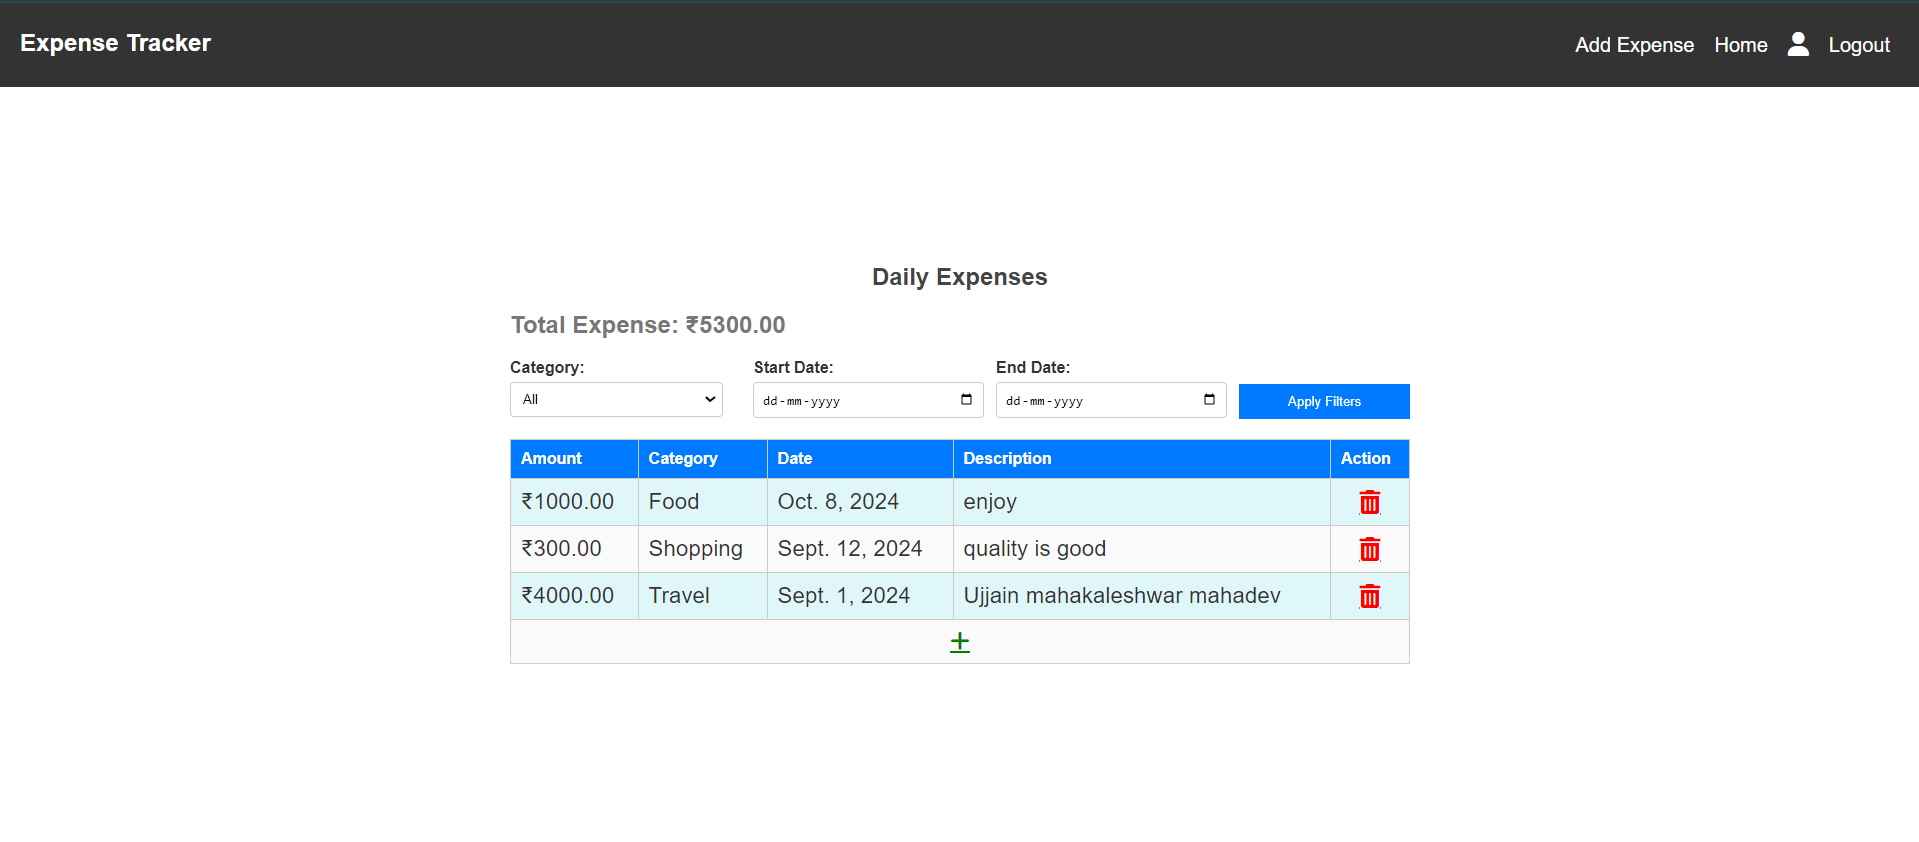 Expense Tracker
Add Expense Home Logout
Daily Expenses
Total Expense: ₹5300.00
Category: Start Date: End Date:
All dd-mm-yyyy dd-mm-yyyy Apply Filters
Amount Category Date Description Action
₹1000.00 Food Oct. 8, 2024 enjoy
₹300.00 Shopping Sept. 12, 2024 quality is good
₹4000.00 Travel Sept. 1, 2024 Ujjain mahakaleshwar mahadev
+